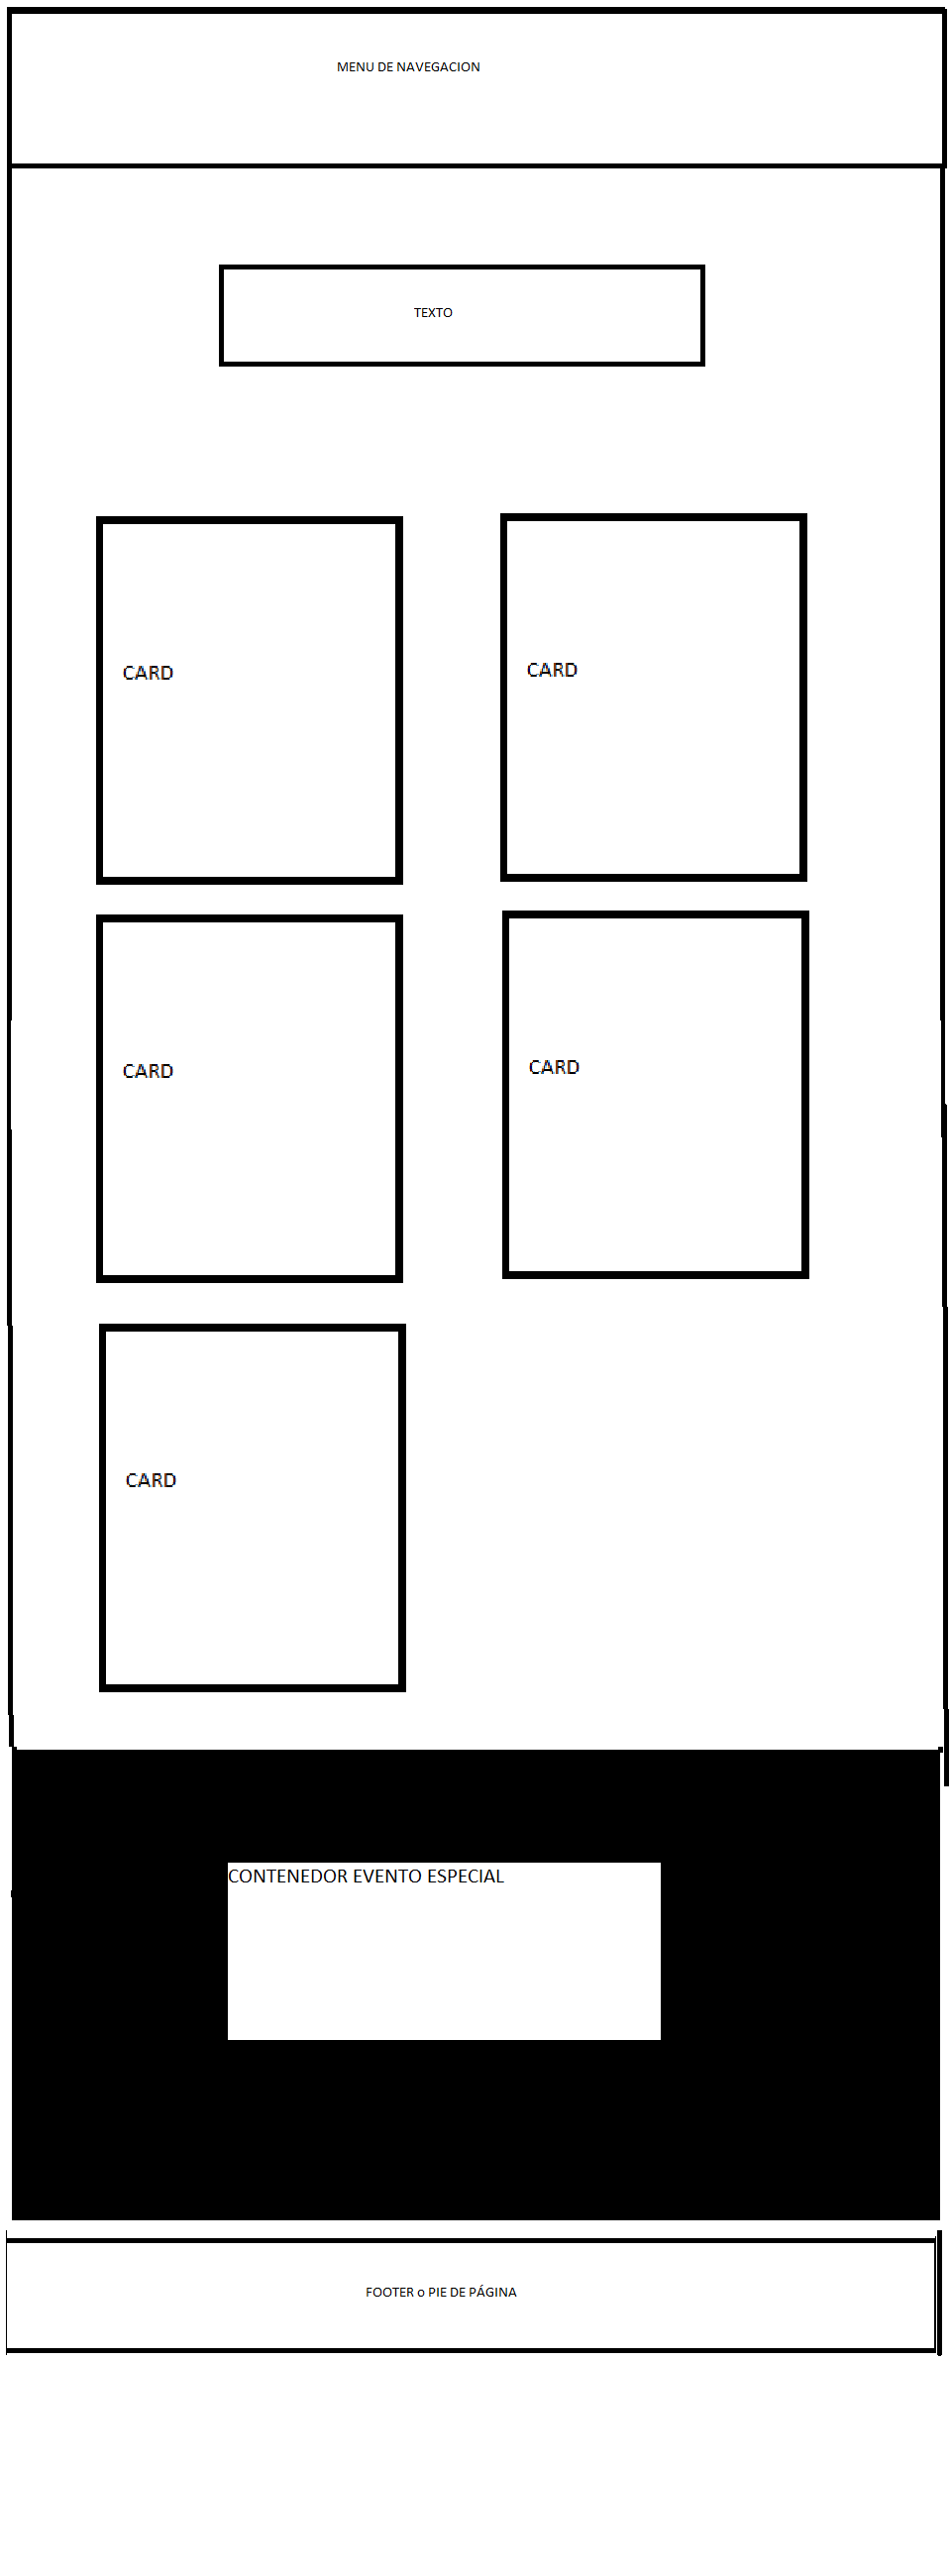 MENU DE NAVEGACION
TEXTO
CARD
CARD
CARD
CARD
CARD
CONTENEDOR EVENTO ESPECIAL
FOOTER o PIE DE PÁGINA